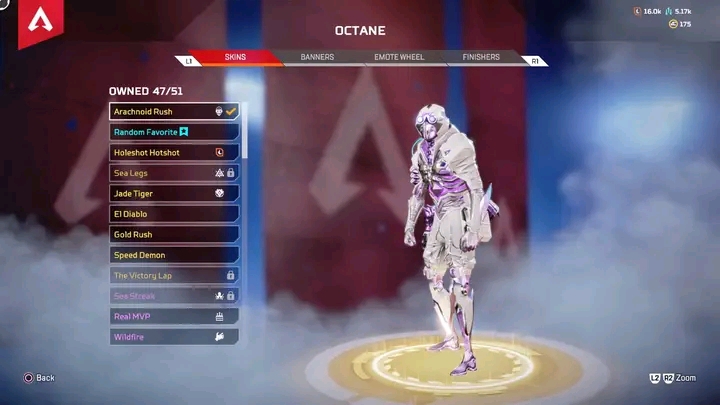 16.0k 5.17k
175
OCTANE
L1 SKINS BANNERS EMOTE WHEEL FINISHERS R1
OWNED 47/51
Arachnoid Rush
Random Favorite
Holeshot Hotshot
Sea Legs
Jade Tiger
El Diablo
Gold Rush
Speed Demon
The Victory Lap
Sea Streak
Real MVP
Wildfire
Back
L2 R2 Zoom